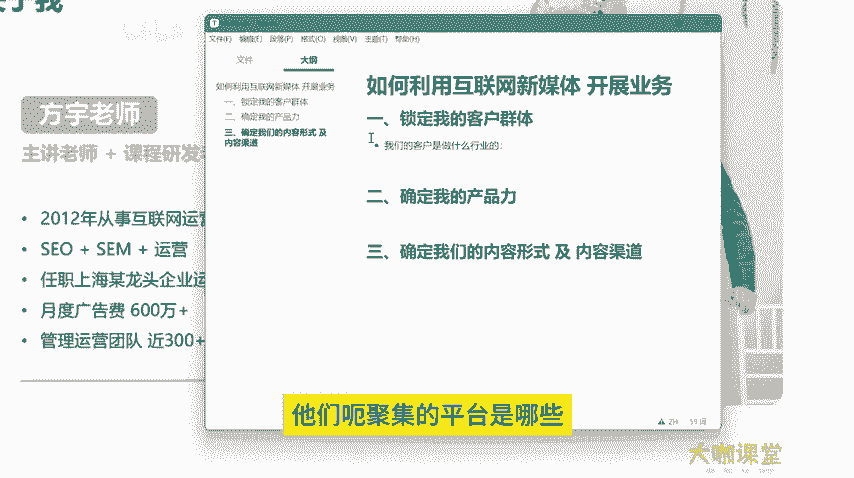 方宇老师
主讲老师 + 课程研发
2012年从事互联网运营
SEO + SEM + 运营
任职上海某龙头企业运
月度广告费 600万+
管理运营团队 近300+
文件(F) 编辑(E) 段落(P) 格式(O) 视图(V) 主题(T) 帮助(H)
文件 大纲
如何利用互联网新媒体 开展业务
一、锁定我的客户群体
二、确定我的产品力
三、确定我们的内容形式 及
内容渠道
如何利用互联网新媒体 开展业务
一、锁定我的客户群体
• 我们的客户是做什么行业的:
二、确定我的产品力
三、确定我们的内容形式 及 内容渠道
59 词
他们呃聚集的平台是哪些
大咖课堂